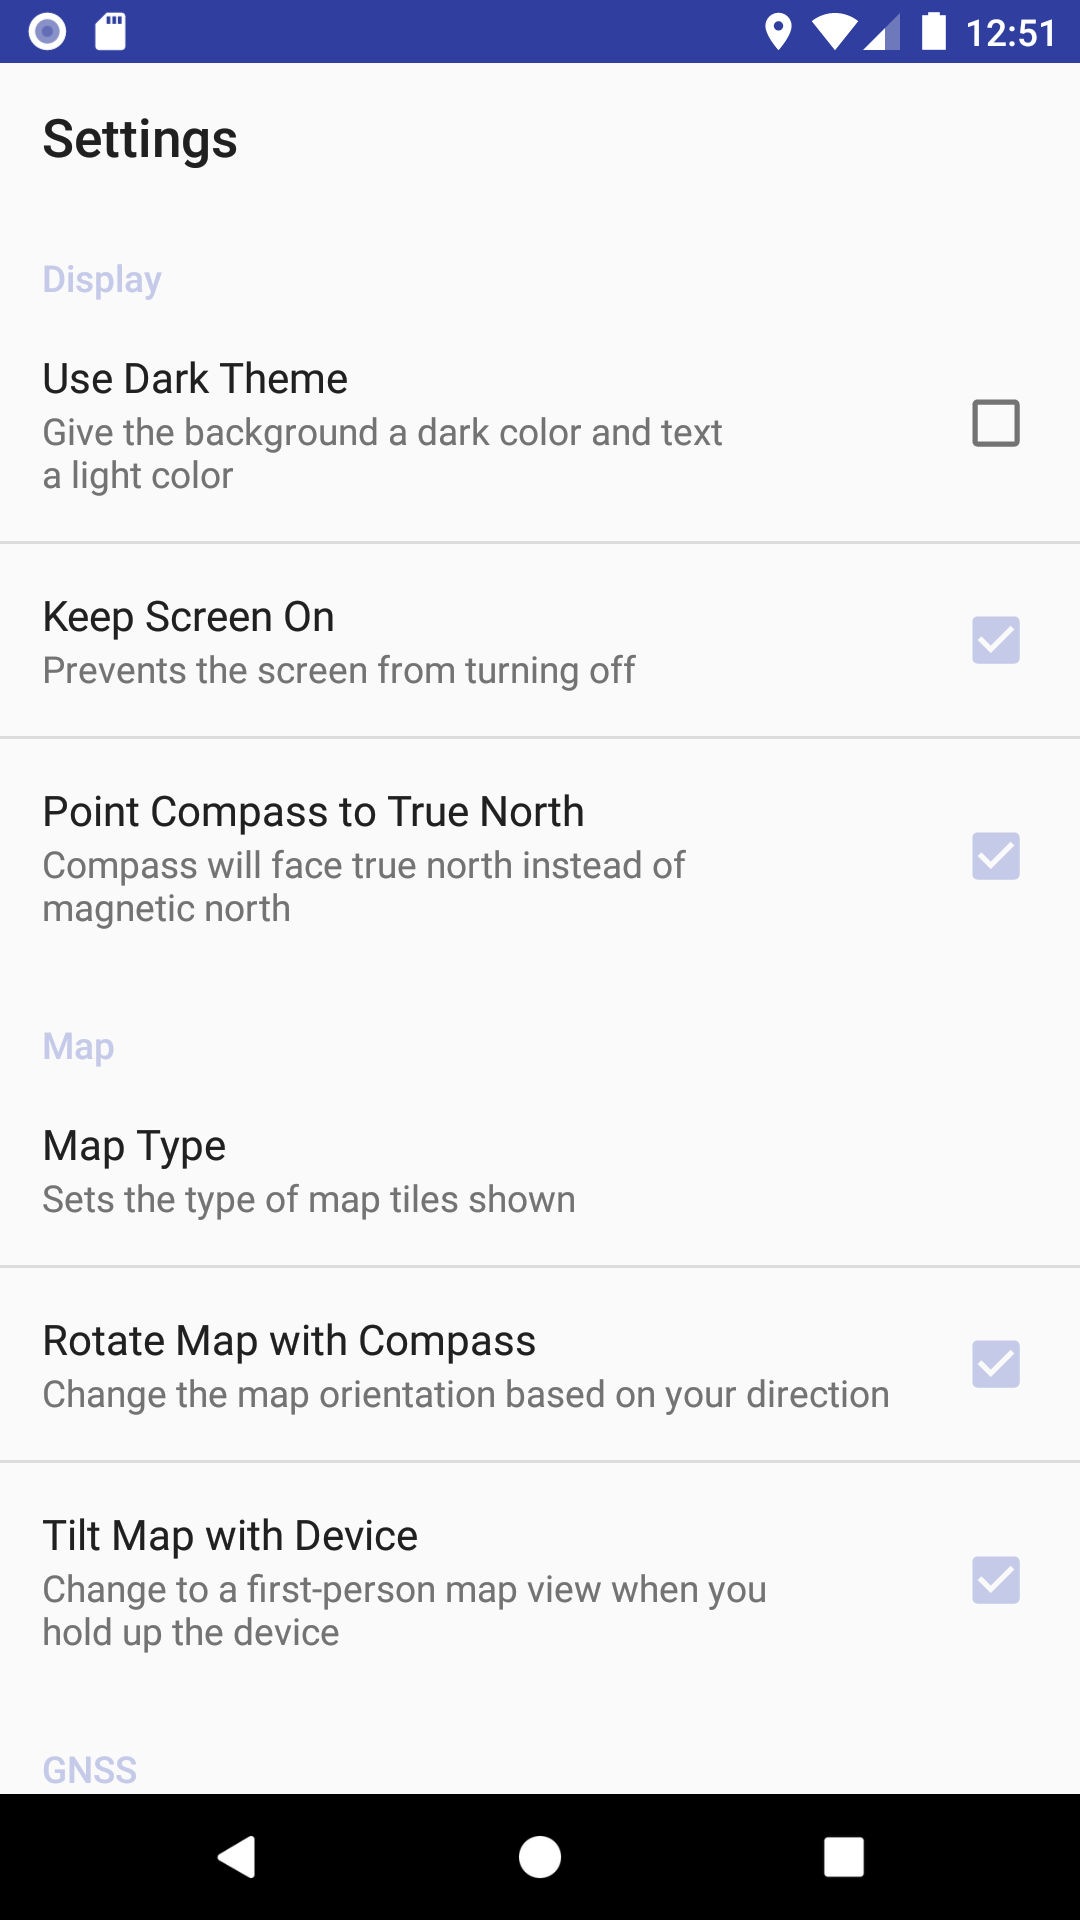 12:51
Settings
Display
Use Dark Theme
Give the background a dark color and text
a light color
Keep Screen On
Prevents the screen from turning off
Point Compass to True North
Compass will face true north instead of
magnetic north
Map
Map Type
Sets the type of map tiles shown
Rotate Map with Compass
Change the map orientation based on your direction
Tilt Map with Device
Change to a first-person map view when you
hold up the device
GNSS